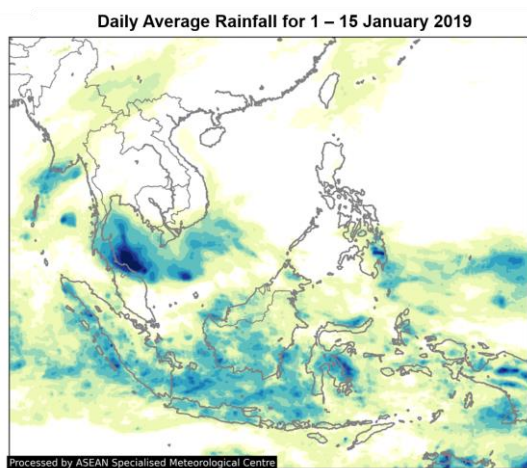 Daily Average Rainfall for 1 – 15 January 2019
Processed by ASEAN Specialised Meteorological Centre